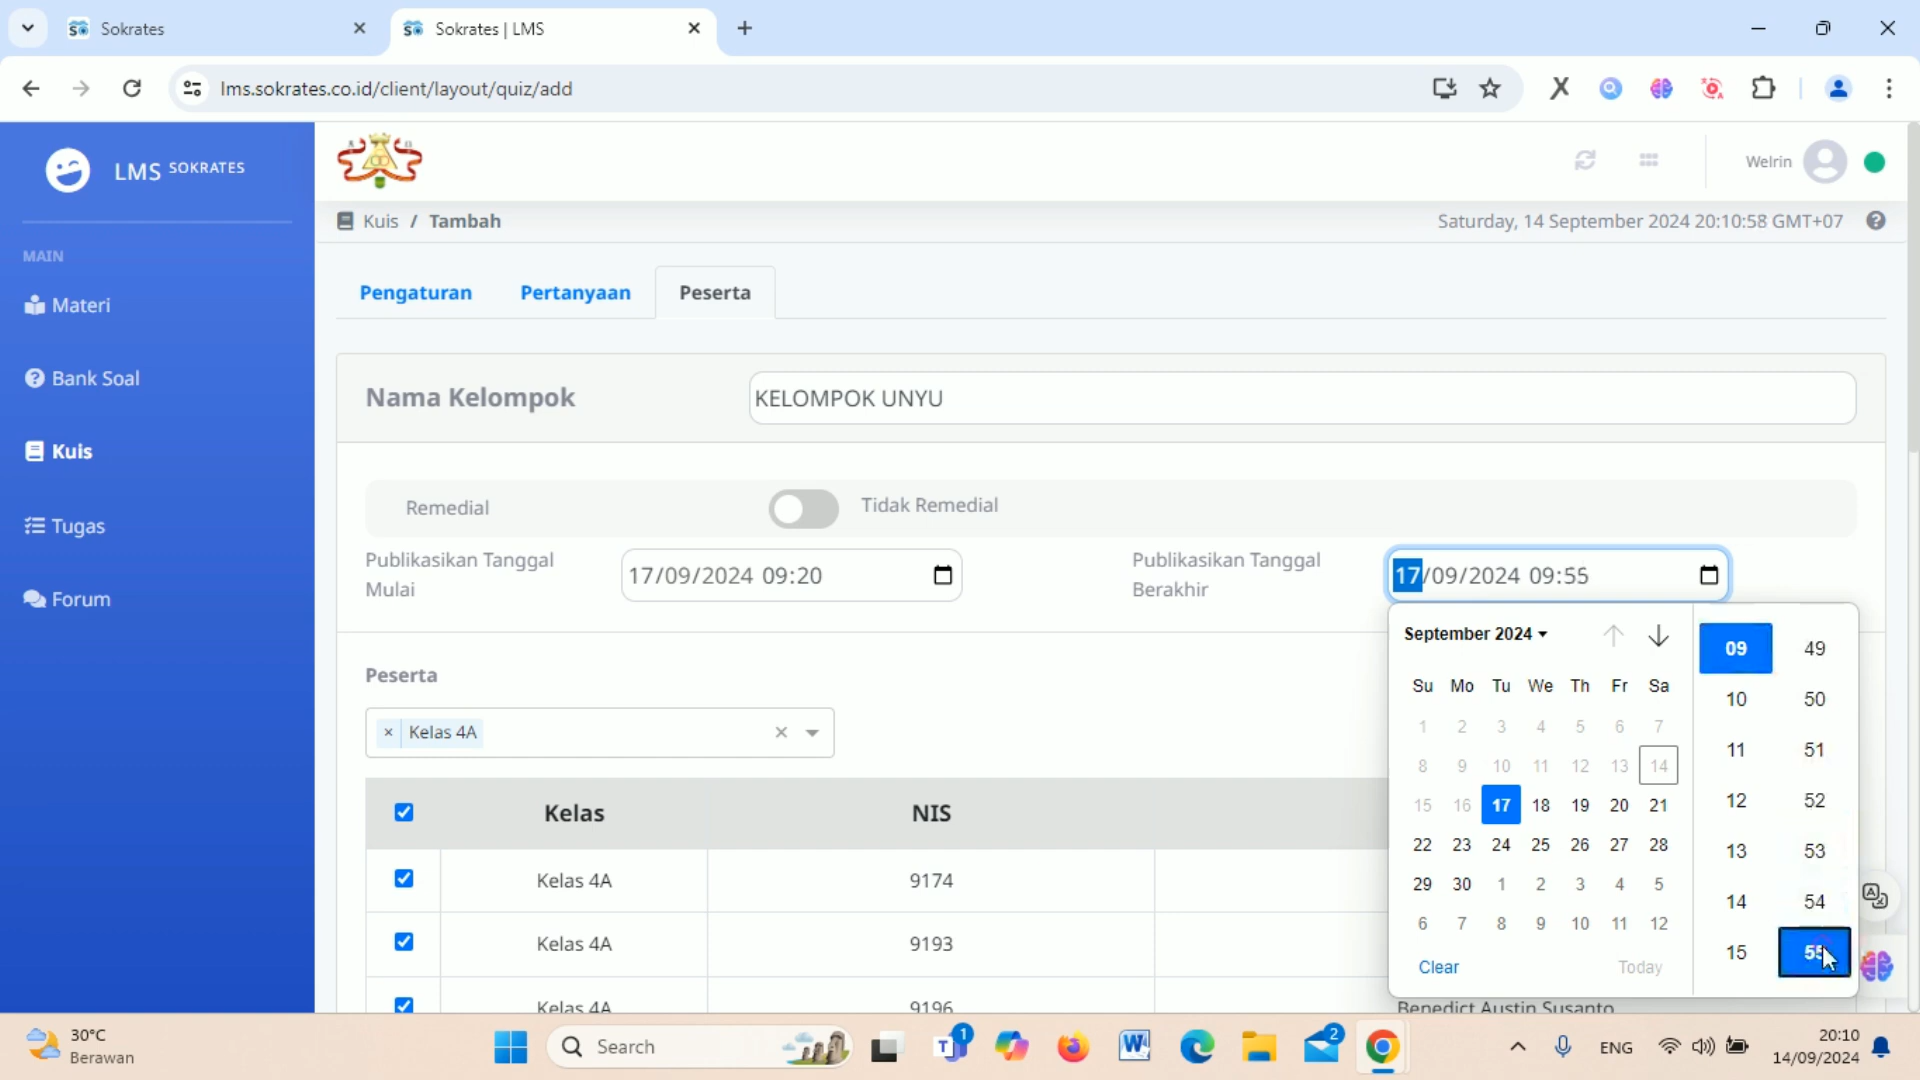 Sokrates
Sokrates | LMS
lms.sokrates.co.id/client/layout/quiz/add
LMS SOKRATES
Welrin
Kuis / Tambah
Saturday, 14 September 2024 20:10:58 GMT+07
MAIN
Materi
Bank Soal
Kuis
Tugas
Forum
Pengaturan
Pertanyaan
Peserta
Nama Kelompok
KELOMPOK UNYU
Remedial
Tidak Remedial
Publikasikan Tanggal
Mulai
17/09/2024 09:20
Publikasikan Tanggal
Berakhir
17/09/2024 09:55
Peserta
× Kelas 4A
Kelas NIS
Kelas 4A 9174
Kelas 4A 9193
Kelas 4A 9196 Benedict Austin Susanto
September 2024
Su Mo Tu We Th Fr Sa
1 2 3 4 5 6 7
8 9 10 11 12 13 14
15 16 17 18 19 20 21
22 23 24 25 26 27 28
29 30 1 2 3 4 5
6 7 8 9 10 11 12
Clear Today
09 49
10 50
11 51
12 52
13 53
14 54
15 55
30°C
Berawan
Search
1
2
ENG
20:10
14/09/2024